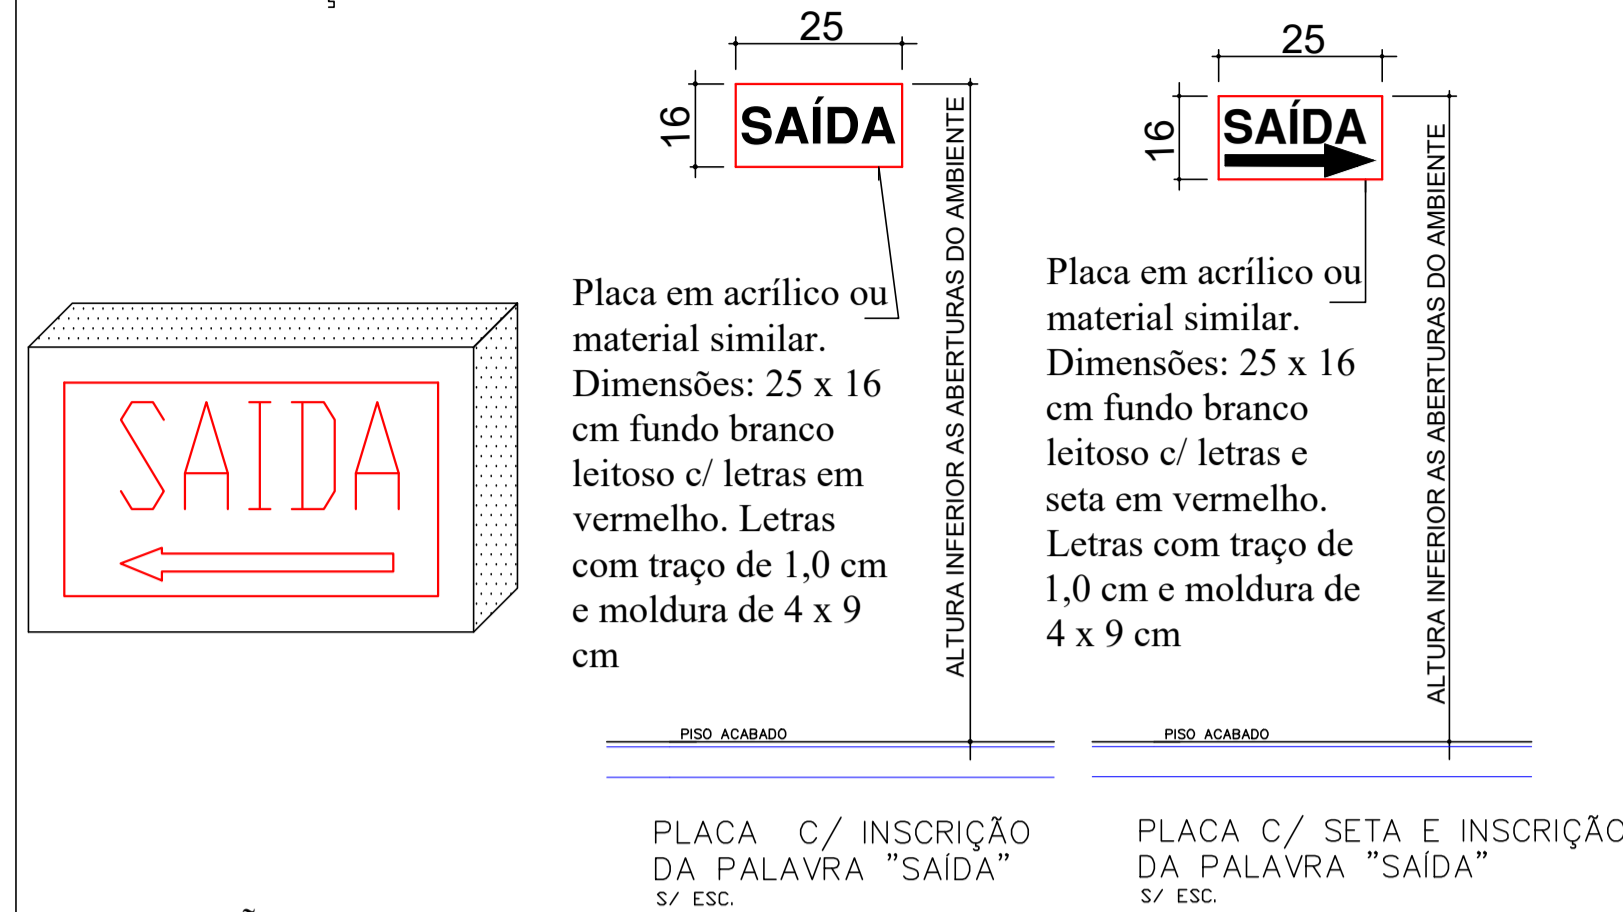 SAIDA
25
16
SAÍDA
ALTURA INFERIOR AS ABERTURAS DO AMBIENTE
Placa em acrílico ou
material similar.
Dimensões: 25 x 16
cm fundo branco
leitoso c/ letras em
vermelho. Letras
com traço de 1,0 cm
e moldura de 4 x 9
cm
PISO ACABADO
PLACA C/ INSCRIÇÃO
DA PALAVRA "SAÍDA"
S/ ESC.
25
16
SAÍDA
ALTURA INFERIOR AS ABERTURAS DO AMBIENTE
Placa em acrílico ou
material similar.
Dimensões: 25 x 16
cm fundo branco
leitoso c/ letras e
seta em vermelho.
Letras com traço de
1,0 cm e moldura de
4 x 9 cm
PISO ACABADO
PLACA C/ SETA E INSCRIÇÃO
DA PALAVRA "SAÍDA"
S/ ESC.